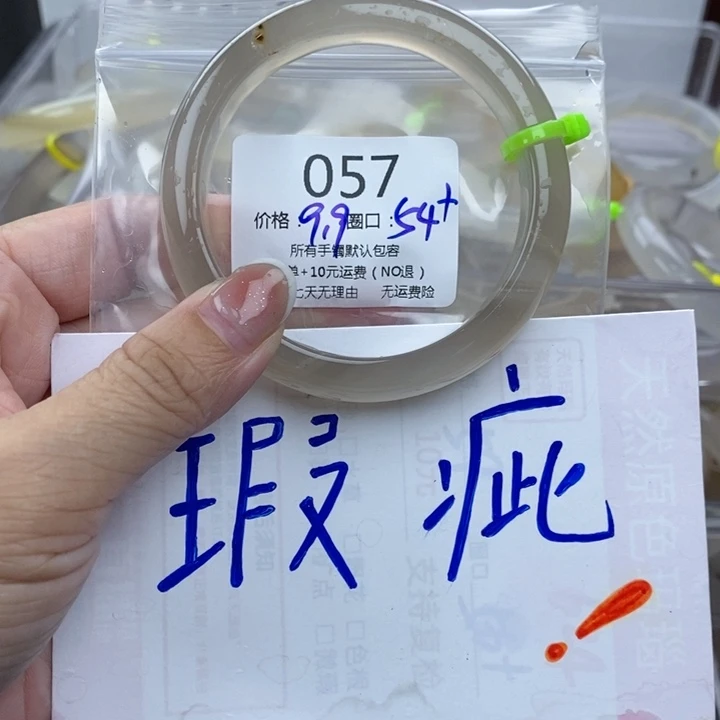 057
价格:9.9 圈口:54+
所有手镯默认包容
单+10元运费(NO退)
七天无理由 无运费险
瑕疵!